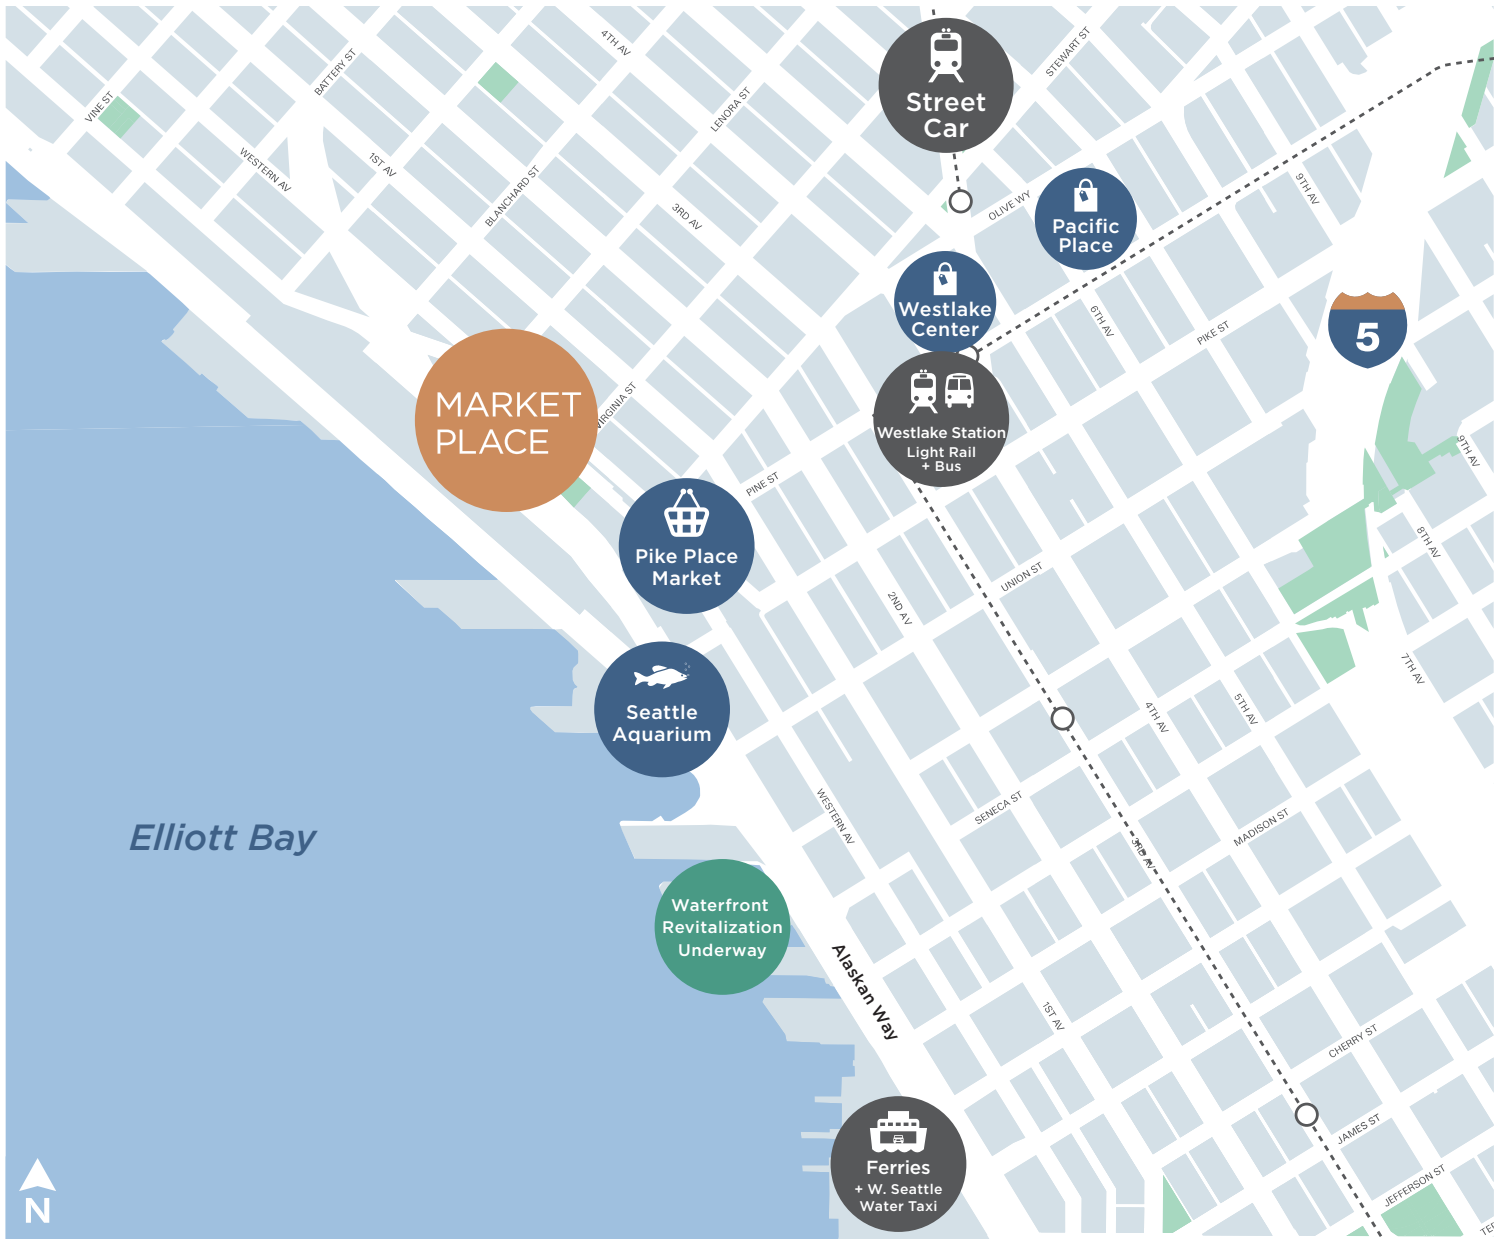 4TH AV
STEWART ST
BATTERY ST
VINE ST
LENORA ST
Street
Car
WESTERN AV
1ST AV
BLANCHARD ST
3RD AV
OLIVE WY
9TH AV
Pacific
Place
Westlake
Center
6TH AV
PIKE ST
5
MARKET
PLACE
VIRGINIA ST
Westlake Station
Light Rail
+ Bus
9TH AV
PINE ST
Pike Place
Market
8TH AV
UNION ST
2ND AV
7TH AV
Seattle
Aquarium
4TH AV
5TH AV
WESTERN AV
SENECA ST
MADISON ST
Elliott Bay
3RD AV
Waterfront
Revitalization
Underway
Alaskan Way
1ST AV
CHERRY ST
JAMES ST
Ferries
+ W. Seattle
Water Taxi
JEFFERSON ST
N